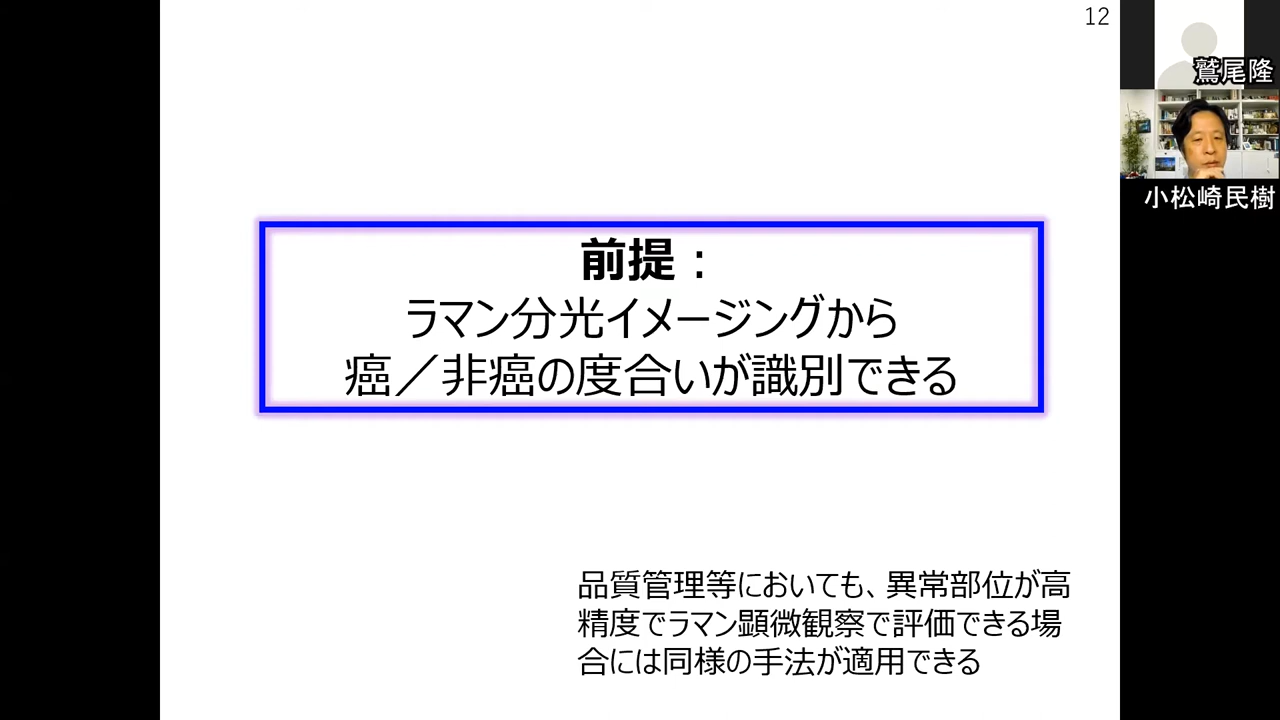 12
鷲尾隆
小松崎民樹
前提：
ラマン分光イメージングから
癌／非癌の度合いが識別できる
品質管理等においても、異常部位が高
精度でラマン顕微観察で評価できる場
合には同様の手法が適用できる